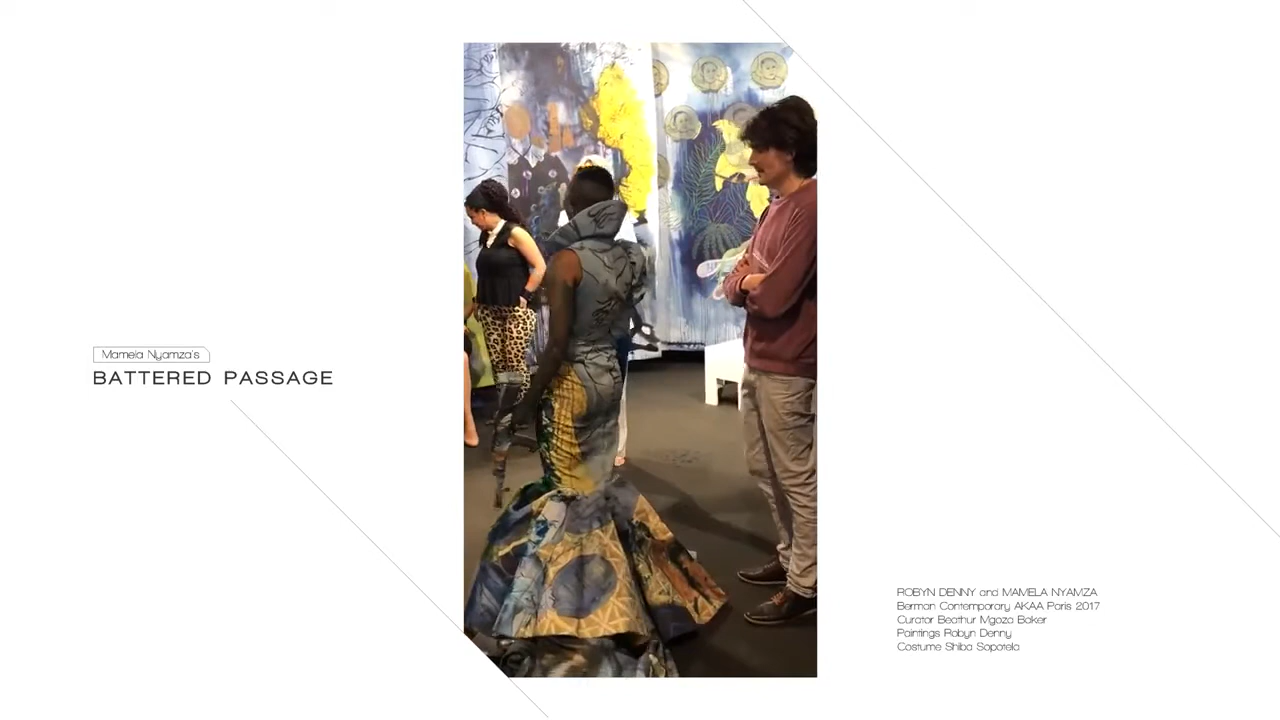 Mamela Nyamza's
BATTERED PASSAGE
ROBYN DENNY and MAMELA NYAMZA
Berman Contemporary AKAA Paris 2017
Curator Beathur Mgoza Baker
Paintings Robyn Denny
Costume Shiba Sopotela